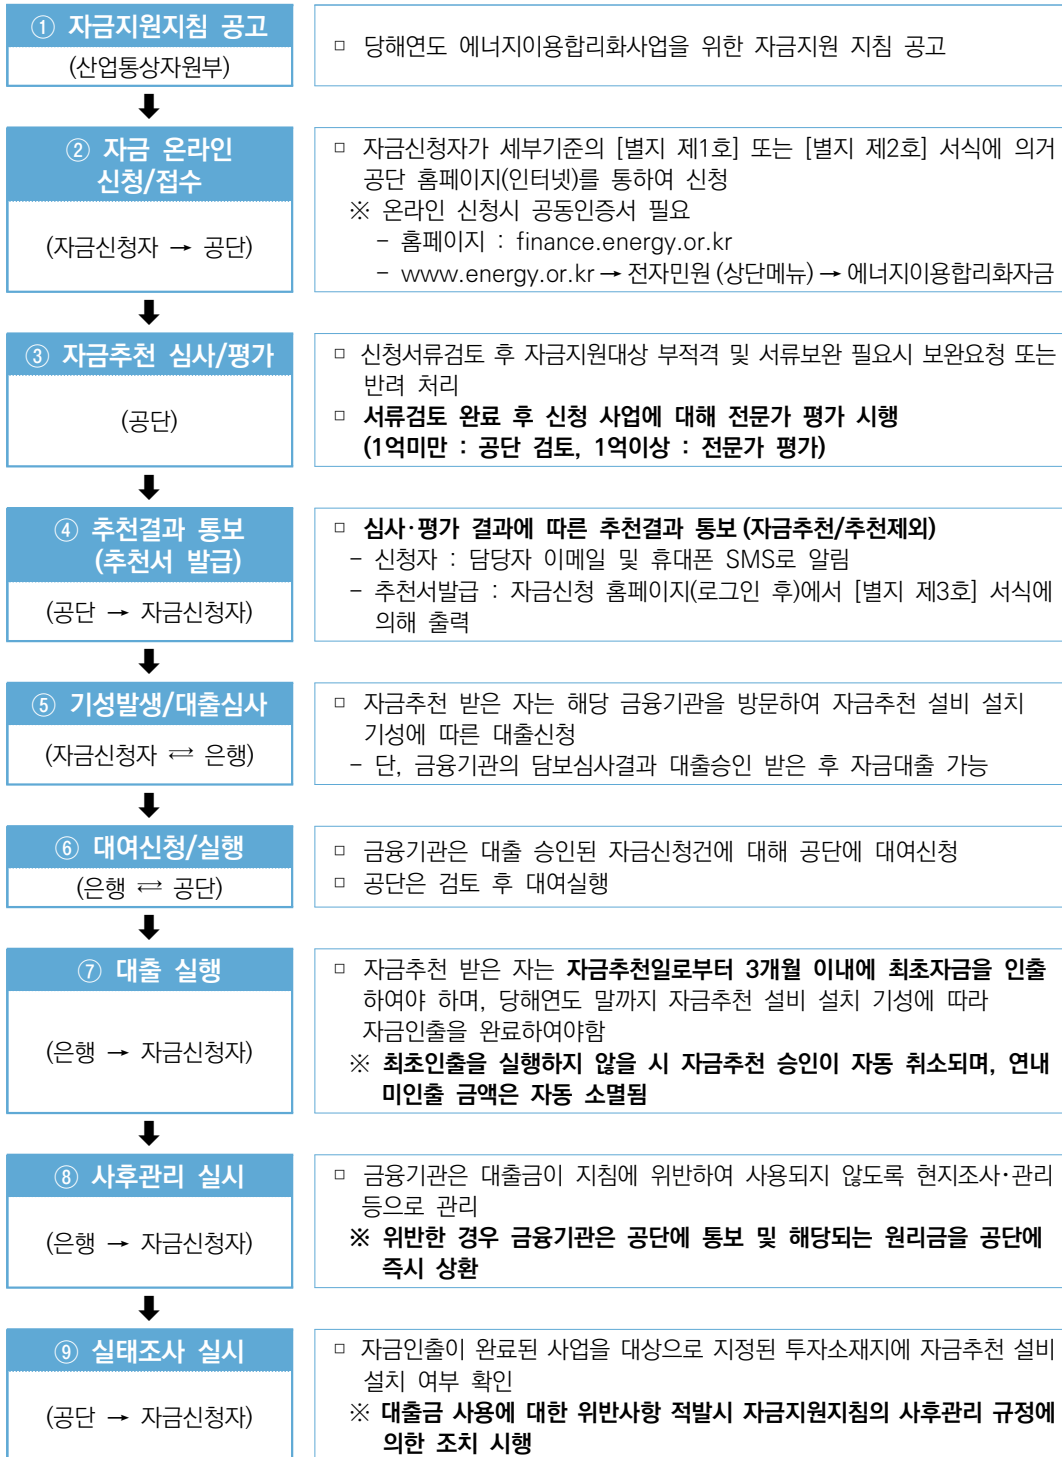 ① 자금지원지침 공고
(산업통상자원부)
▫ 당해연도 에너지이용합리화사업을 위한 자금지원 지침 공고
② 자금 온라인
신청/접수
(자금신청자 → 공단)
▫ 자금신청자가 세부기준의 [별지 제1호] 또는 [별지 제2호] 서식에 의거
공단 홈페이지(인터넷)를 통하여 신청
※ 온라인 신청시 공동인증서 필요
- 홈페이지 : finance.energy.or.kr
- www.energy.or.kr → 전자민원 (상단메뉴) → 에너지이용합리화자금
③ 자금추천 심사/평가
(공단)
▫ 신청서류검토 후 자금지원대상 부적격 및 서류보완 필요시 보완요청 또는
반려 처리
▫ 서류검토 완료 후 신청 사업에 대해 전문가 평가 시행
(1억미만 : 공단 검토, 1억이상 : 전문가 평가)
④ 추천결과 통보
(추천서 발급)
(공단 → 자금신청자)
▫ 심사·평가 결과에 따른 추천결과 통보 (자금추천/추천제외)
- 신청자 : 담당자 이메일 및 휴대폰 SMS로 알림
- 추천서발급 : 자금신청 홈페이지(로그인 후)에서 [별지 제3호] 서식에
의해 출력
⑤ 기성발생/대출심사
(자금신청자 ⇄ 은행)
▫ 자금추천 받은 자는 해당 금융기관을 방문하여 자금추천 설비 설치
기성에 따른 대출신청
- 단, 금융기관의 담보심사결과 대출승인 받은 후 자금대출 가능
⑥ 대여신청/실행
(은행 ⇄ 공단)
▫ 금융기관은 대출 승인된 자금신청건에 대해 공단에 대여신청
▫ 공단은 검토 후 대여실행
⑦ 대출 실행
(은행 → 자금신청자)
▫ 자금추천 받은 자는 자금추천일로부터 3개월 이내에 최초자금을 인출
하여야 하며, 당해연도 말까지 자금추천 설비 설치 기성에 따라
자금인출을 완료하여야함
※ 최초인출을 실행하지 않을 시 자금추천 승인이 자동 취소되며, 연내
미인출 금액은 자동 소멸됨
⑧ 사후관리 실시
(은행 → 자금신청자)
▫ 금융기관은 대출금이 지침에 위반하여 사용되지 않도록 현지조사·관리
등으로 관리
※ 위반한 경우 금융기관은 공단에 통보 및 해당되는 원리금을 공단에
즉시 상환
⑨ 실태조사 실시
(공단 → 자금신청자)
▫ 자금인출이 완료된 사업을 대상으로 지정된 투자소재지에 자금추천 설비
설치 여부 확인
※ 대출금 사용에 대한 위반사항 적발시 자금지원지침의 사후관리 규정에
의한 조치 시행